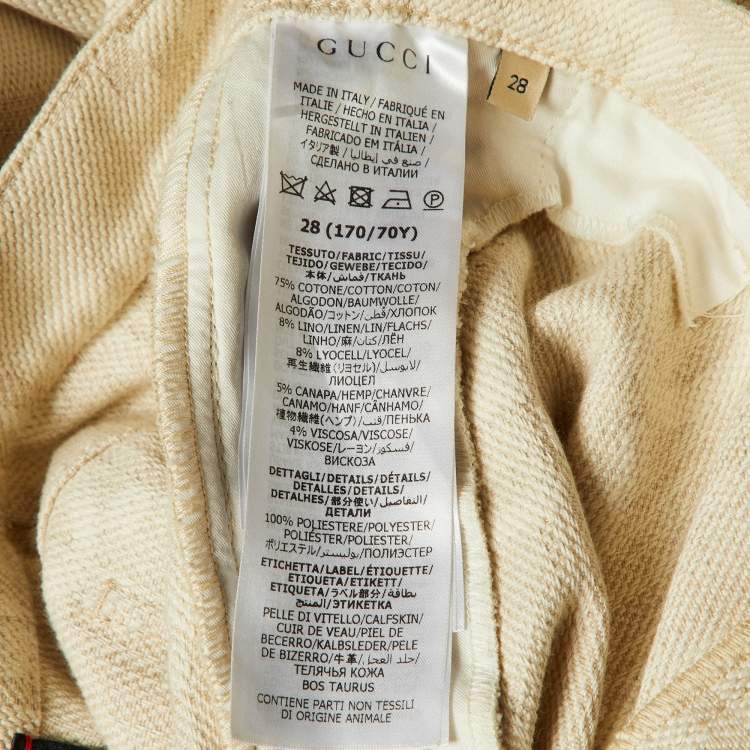 GUCCI
28
MADE IN ITALY / FABRIQUÉ EN
ITALIE / HECHO EN ITALIA /
HERGESTELLT IN ITALIEN /
FABRICADO EM ITÁLIA /
イタリア製 / صنع في إيطاليا /
СДЕЛАНО В ИТАЛИИ
P
28 (170/70Y)
TESSUTO/FABRIC/TISSU/
TEJIDO/GEWEBE/TECIDO/
本体/قماش/ТКАНЬ
75% COTONE/COTTON/COTON/
ALGODON/BAUMWOLLE/
ALGODÃO/コットン/قطن/ХЛОПОК
8% LINO/LINEN/LIN/FLACHS/
LINHO/麻/كتان/ЛЁН
8% LYOCELL/LYOCELL/
再生繊維(リヨセル)/لايوسل/
ЛИОЦЕЛ
5% CANAPA/HEMP/CHANVRE/
CANAMO/HANF/CÂNHAMO/
植物繊維(ヘンプ)/قنب/ПЕНЬКА
4% VISCOSA/VISCOSE/
VISKOSE/レーヨン/فسكوز/
ВИСКОЗА
DETTAGLI/DETAILS/DÉTAILS/
DETALLES/DETAILS/
DETALHES/部分使い/التفاصيل/
ДЕТАЛИ
100% POLIESTERE/POLYESTER/
POLIÉSTER/POLIESTER/
ポリエステル/بوليستر/ПОЛИЭСТЕР
ETICHETTA/LABEL/ÉTIQUETTE/
ETIQUETA/ETIKETT/
ETIQUETA/ラベル部分/بطاقة
المنتج/ЭТИКЕТКА
PELLE DI VITELLO/CALFSKIN/
CUIR DE VEAU/PIEL DE
BECERRO/KALBSLEDER/PELE
DE BIZERRO/牛革/جلد العجل/
ТЕЛЯЧЬЯ КОЖА
BOS TAURUS
CONTIENE PARTI NON TESSILI
DI ORIGINE ANIMALE